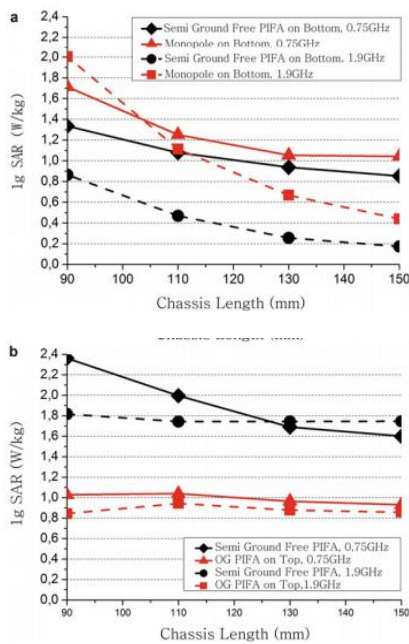 a
Semi Ground Free PIFA on Bottom, 0.75GHz
Monopole on Bottom, 0.75GHz
Semi Ground Free PIFA on Bottom, 1.9GHz
Monopole on Bottom, 1.9GHz
2,4
2,2
2,0
1,8
1,6
1,4
1,2
1,0
0,8
0,6
0,4
0,2
0,0
1g SAR (W/kg)
90 100 110 120 130 140 150
Chassis Length (mm)
b
2,4
2,2
2,0
1,8
1,6
1,4
1,2
1,0
0,8
0,6
0,4
0,2
0,0
1g SAR (W/kg)
Semi Ground Free PIFA, 0.75GHz
OG PIFA on Top, 0.75GHz
Semi Ground Free PIFA, 1.9GHz
OG PIFA on Top,1.9GHz
90 100 110 120 130 140 150
Chassis Length (mm)